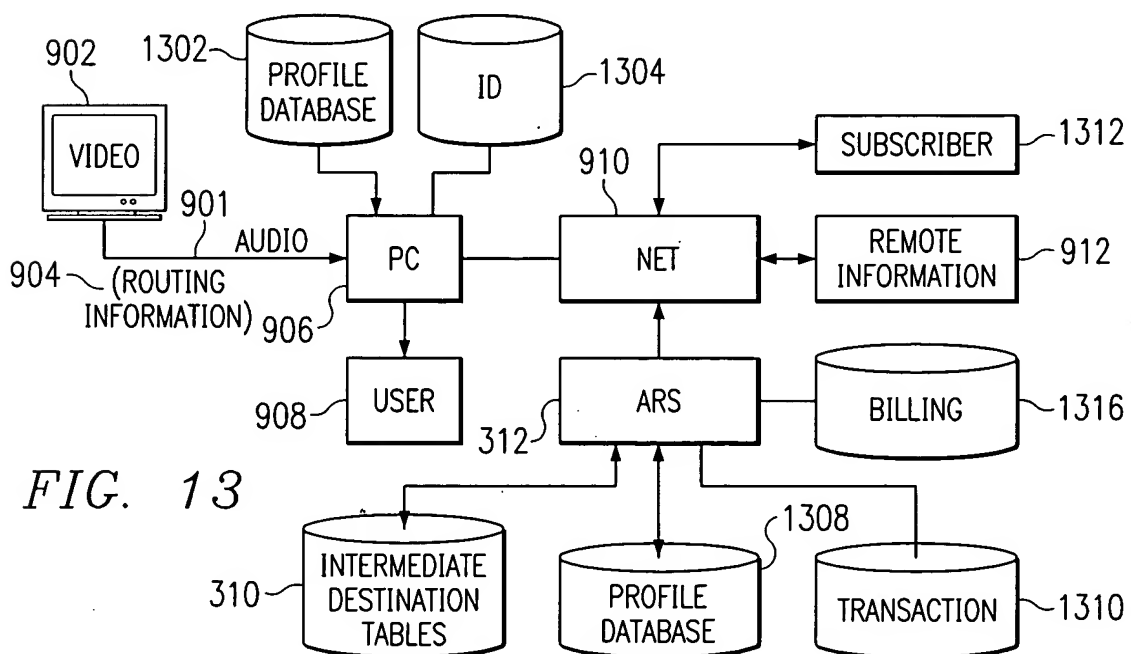 902
1302
PROFILE
DATABASE
ID
1304
VIDEO
901
AUDIO
904
(ROUTING
INFORMATION)
PC
906
910
NET
SUBSCRIBER
1312
REMOTE
INFORMATION
912
USER
908
ARS
312
BILLING
1316
FIG. 13
INTERMEDIATE
DESTINATION
TABLES
310
PROFILE
DATABASE
1308
TRANSACTION
1310